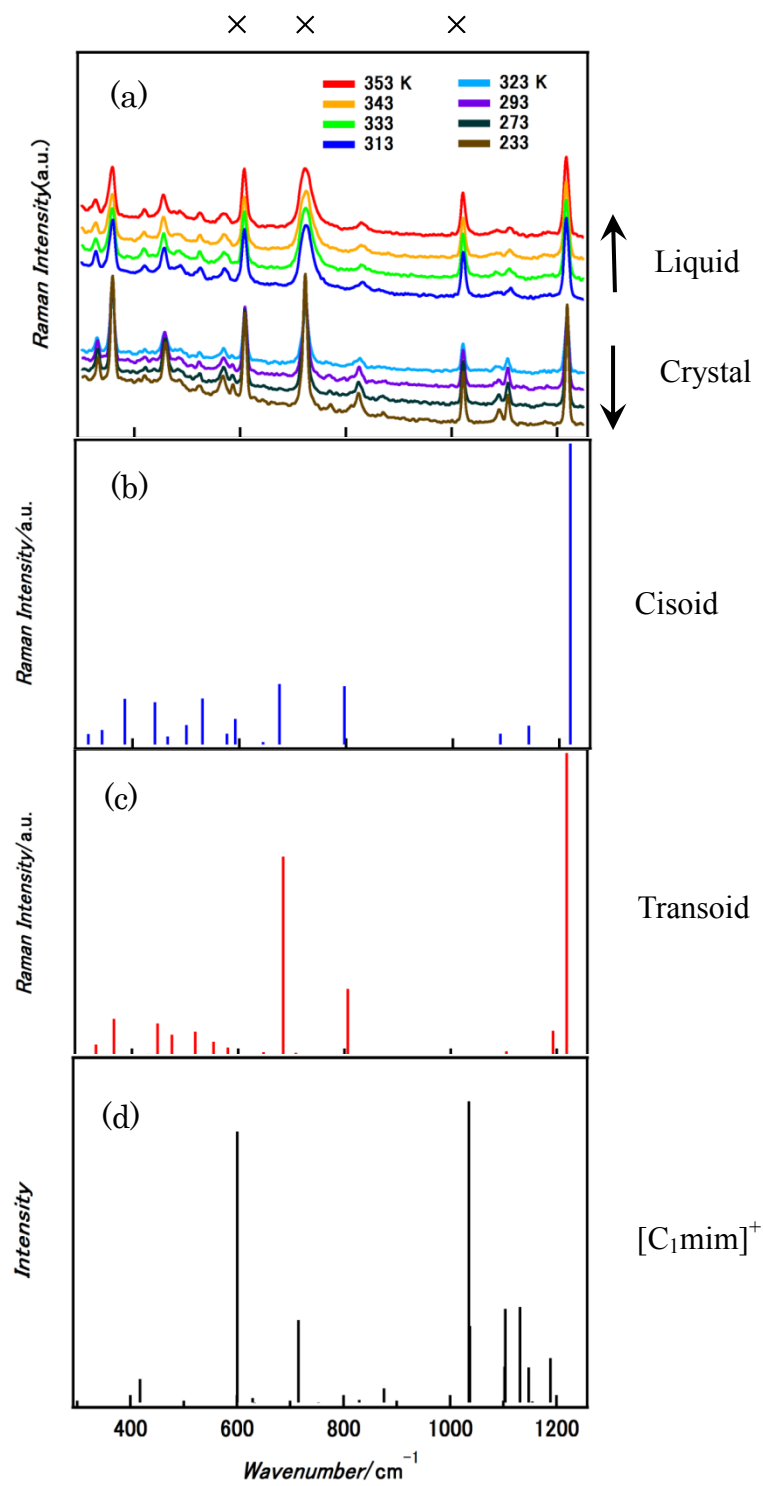 × × ×
(a)
353 K 323 K
343 293
333 273
313 233
Raman Intensity(a.u.)
Liquid
Crystal
(b)
Raman Intensity/a.u.
Cisoid
(c)
Raman Intensity/a.u.
Transoid
(d)
Intensity
[C₁mim]⁺
400 600 800 1000 1200
Wavenumber/cm⁻¹